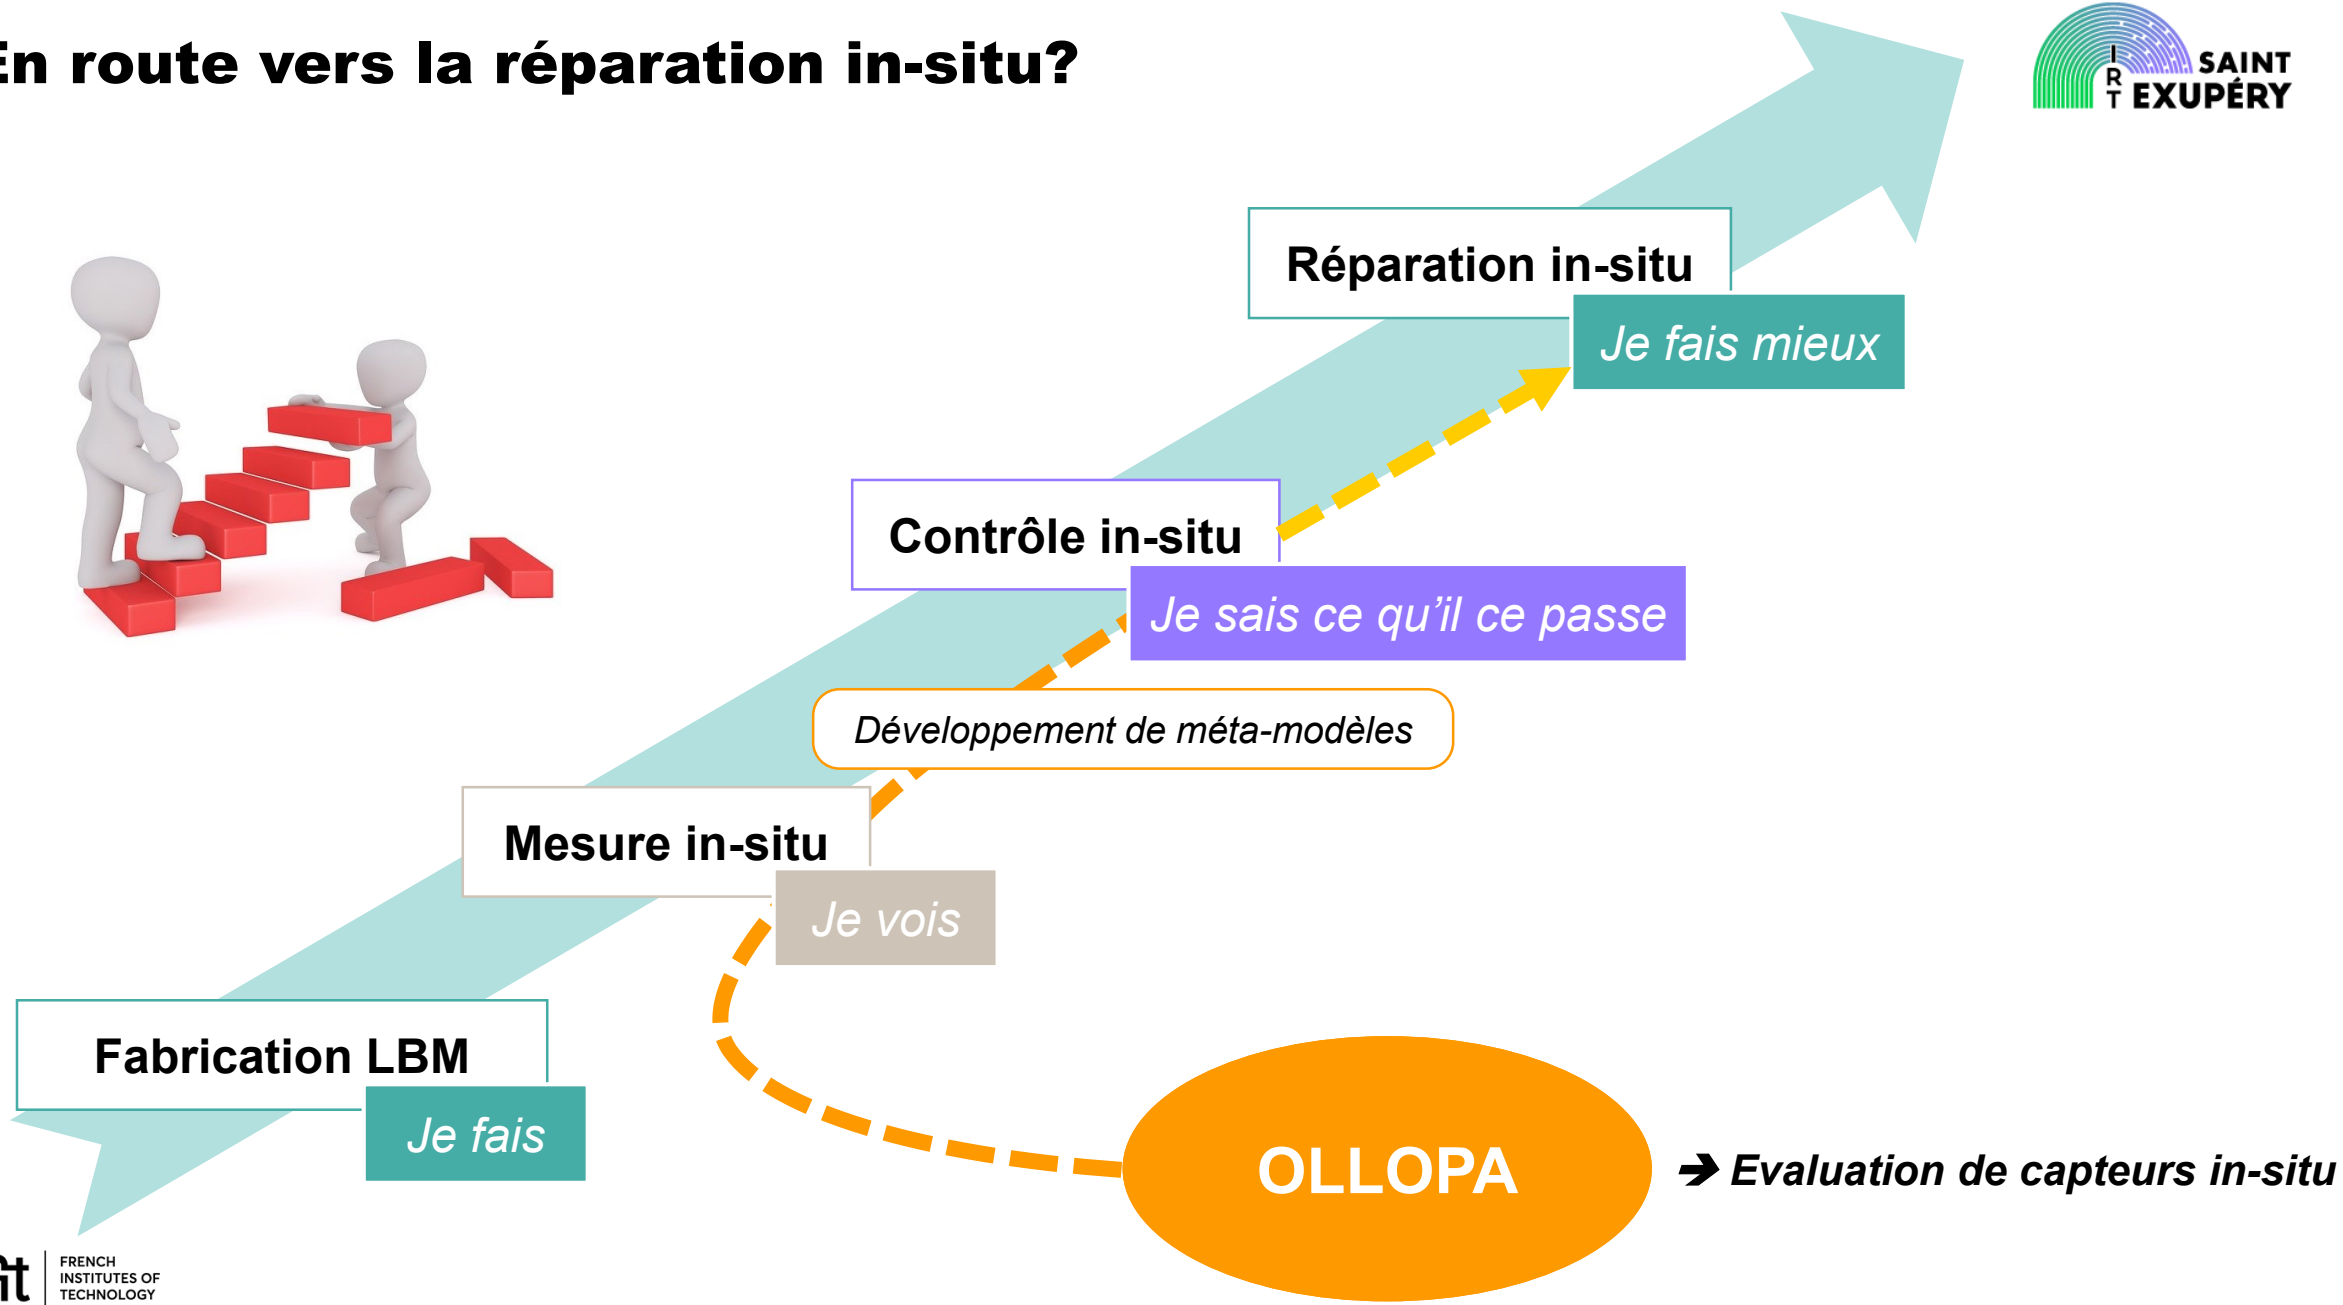 En route vers la réparation in-situ?
I
R
T
SAINT
EXUPÉRY
Réparation in-situ
Je fais mieux
Contrôle in-situ
Je sais ce qu'il ce passe
Développement de méta-modèles
Mesure in-situ
Je vois
Fabrication LBM
Je fais
OLLOPA
➔ Evaluation de capteurs in-situ
FRENCH
INSTITUTES OF
TECHNOLOGY